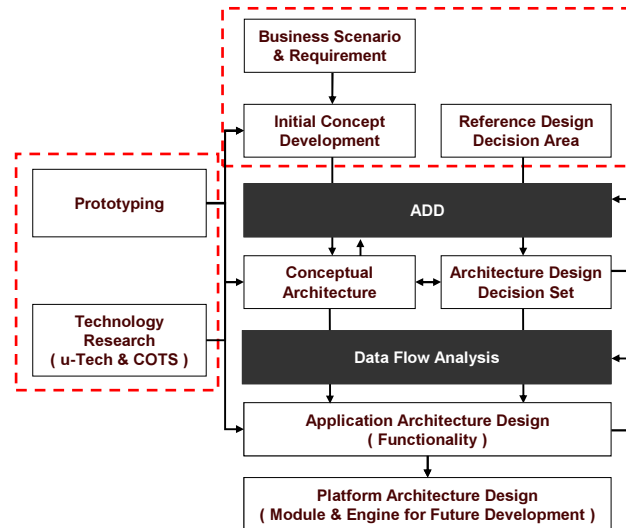 Business Scenario
& Requirement
Initial Concept
Development
Reference Design
Decision Area
Prototyping
ADD
Conceptual
Architecture
Architecture Design
Decision Set
Technology
Research
( u-Tech & COTS )
Data Flow Analysis
Application Architecture Design
( Functionality )
Platform Architecture Design
( Module & Engine for Future Development )